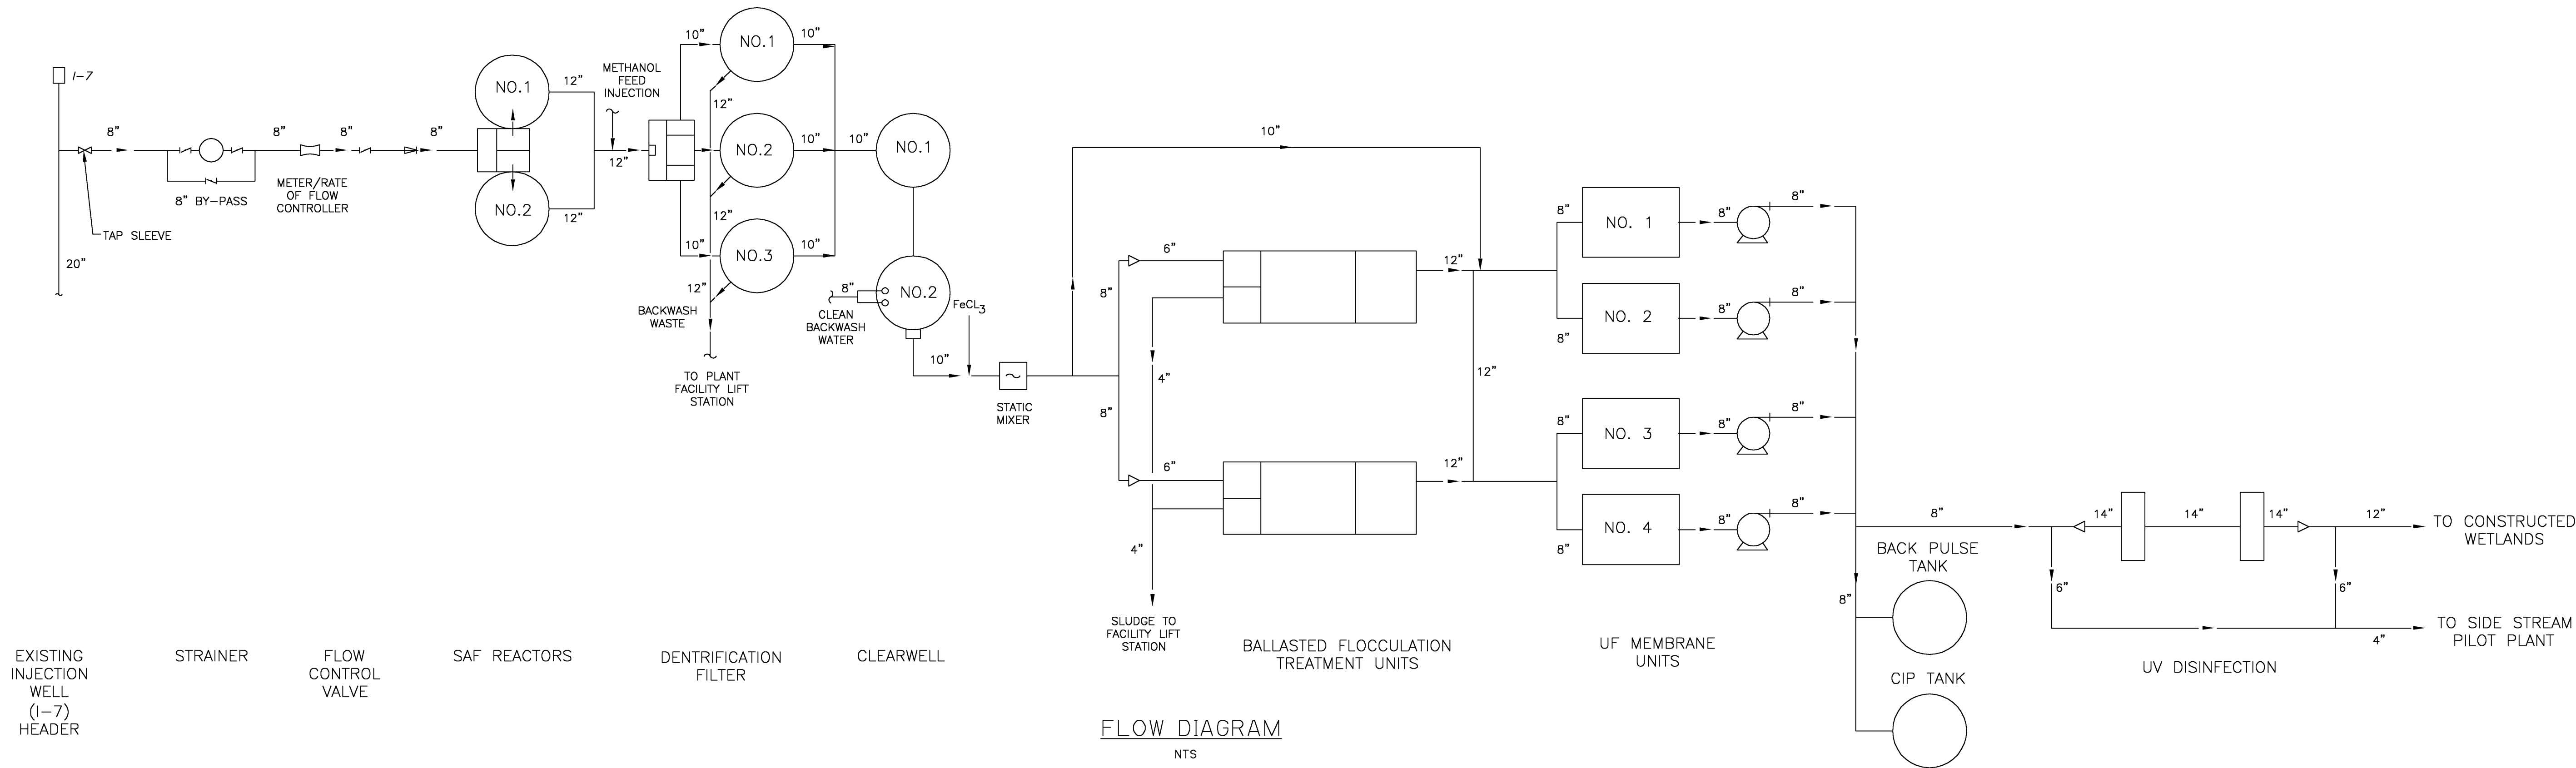 I-7
8"
8"
8"
8"
8" BY-PASS
METER/RATE
OF FLOW
CONTROLLER
TAP SLEEVE
20"
NO.1
12"
NO.2
12"
METHANOL
FEED
INJECTION
12"
10"
NO.1
10"
12"
NO.2
10"
10"
12"
10"
NO.3
10"
12"
BACKWASH
WASTE
TO PLANT
FACILITY LIFT
STATION
NO.1
8"
NO.2
CLEAN
BACKWASH
WATER
FeCL3
10"
STATIC
MIXER
10"
6"
8"
4"
8"
6"
4"
SLUDGE TO
FACILITY LIFT
STATION
12"
12"
12"
8"
NO. 1
8"
8"
8"
NO. 2
8"
8"
8"
NO. 3
8"
8"
8"
NO. 4
8"
8"
8"
BACK PULSE
TANK
8"
CIP TANK
14"
14"
14"
12"
TO CONSTRUCTED
WETLANDS
6"
6"
4"
TO SIDE STREAM
PILOT PLANT
EXISTING
INJECTION
WELL
(I-7)
HEADER
STRAINER
FLOW
CONTROL
VALVE
SAF REACTORS
DENTRIFICATION
FILTER
CLEARWELL
BALLASTED FLOCCULATION
TREATMENT UNITS
UF MEMBRANE
UNITS
UV DISINFECTION
FLOW DIAGRAM
NTS